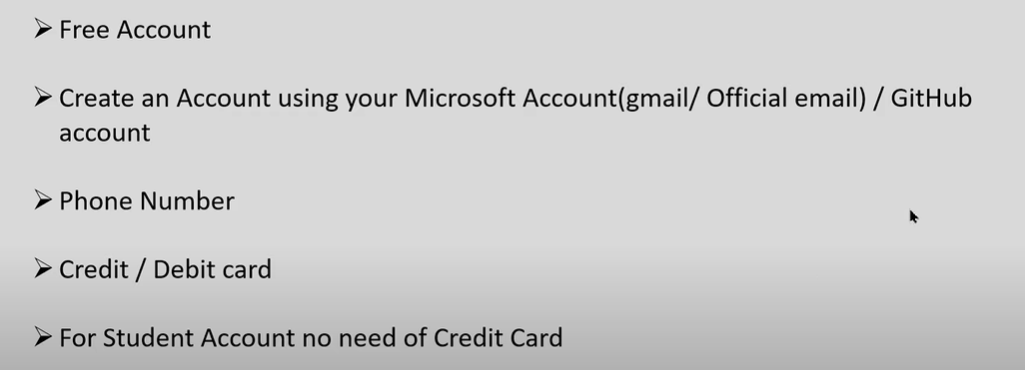 ➢ Free Account
➢ Create an Account using your Microsoft Account(gmail/ Official email) / GitHub
account
➢ Phone Number
➢ Credit / Debit card
➢ For Student Account no need of Credit Card